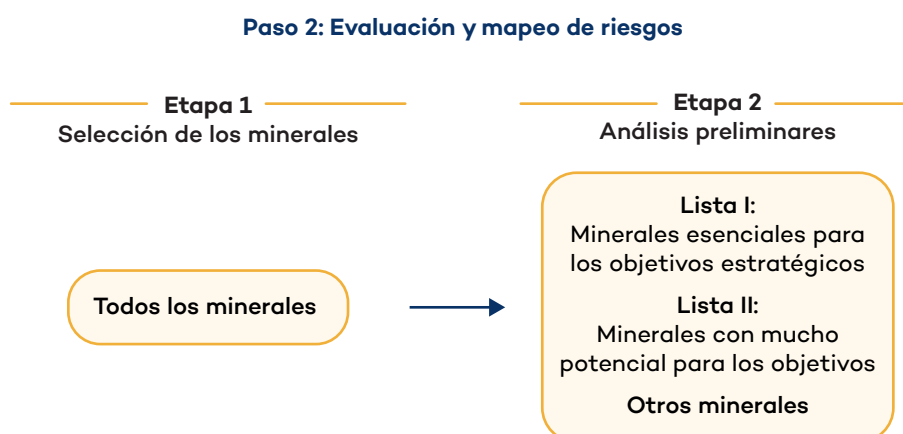 Paso 2: Evaluación y mapeo de riesgos
Etapa 1
Selección de los minerales
Todos los minerales
Etapa 2
Análisis preliminares
Lista I:
Minerales esenciales para
los objetivos estratégicos
Lista II:
Minerales con mucho
potencial para los objetivos
Otros minerales